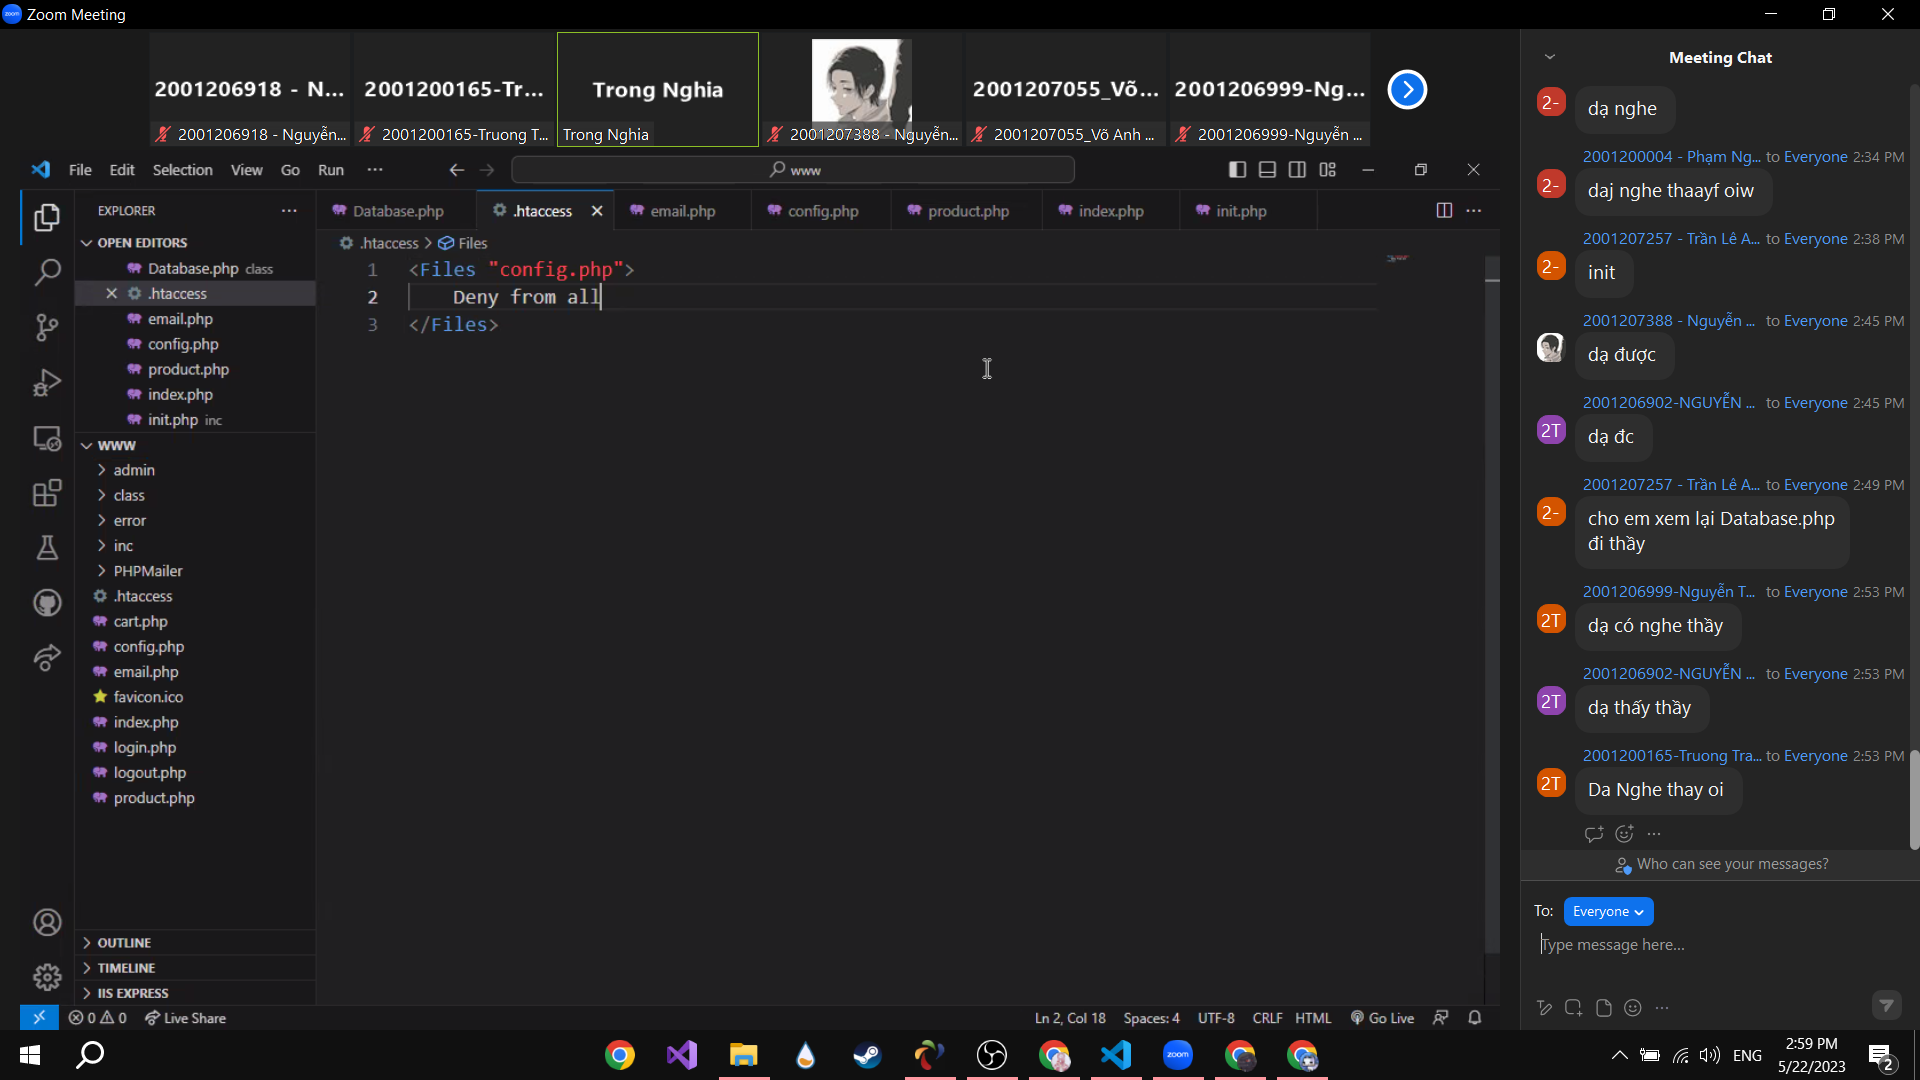 Zoom Meeting
2001206918 - N...
2001200165-Tr...
Trong Nghia
2001207055_Võ...
2001206999-Ng...
2001206918 - Nguyễn...
2001200165-Truong T...
Trong Nghia
2001207388 - Nguyễn...
2001207055_Võ Anh ...
2001206999-Nguyễn ...
File Edit Selection View Go Run ...
www
EXPLORER
OPEN EDITORS
Database.php class
.htaccess
email.php
config.php
product.php
index.php
init.php inc
WWW
admin
class
error
inc
PHPMailer
.htaccess
cart.php
config.php
email.php
favicon.ico
index.php
login.php
logout.php
product.php
OUTLINE
TIMELINE
IIS EXPRESS
Database.php .htaccess email.php config.php product.php index.php init.php
.htaccess > Files
1 <Files "config.php">
2 Deny from all
3 </Files>
0 0 Live Share
Ln 2, Col 18 Spaces: 4 UTF-8 CRLF HTML Go Live
Meeting Chat
2-
dạ nghe
2001200004 - Phạm Ng... to Everyone 2:34 PM
2-
daj nghe thaayf oiw
2001207257 - Trần Lê A... to Everyone 2:38 PM
2-
init
2001207388 - Nguyễn ... to Everyone 2:45 PM
dạ được
2001206902-NGUYỄN ... to Everyone 2:45 PM
2T
dạ đc
2001207257 - Trần Lê A... to Everyone 2:49 PM
2-
cho em xem lại Database.php
đi thầy
2001206999-Nguyễn T... to Everyone 2:53 PM
2T
dạ có nghe thầy
2001206902-NGUYỄN ... to Everyone 2:53 PM
2T
dạ thấy thầy
2001200165-Truong Tra... to Everyone 2:53 PM
2T
Da Nghe thay oi
Who can see your messages?
To: Everyone
Type message here...
zoom
ENG
2:59 PM
5/22/2023
2